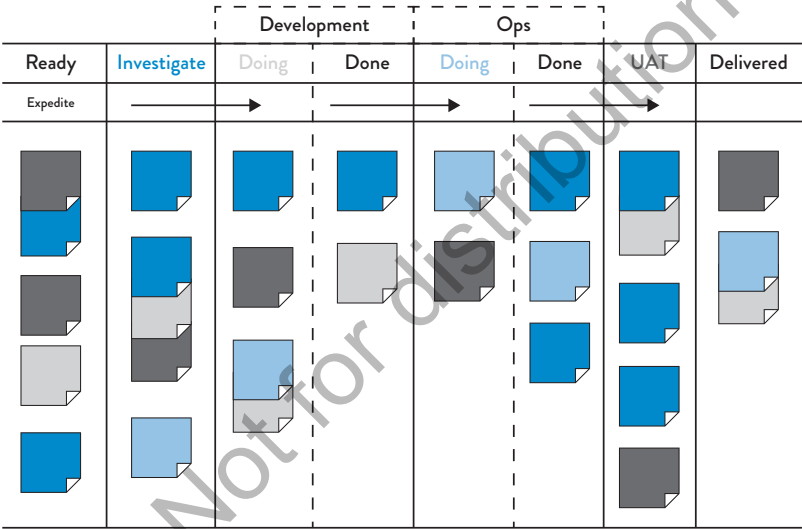 Development Ops
Ready Investigate Doing Done Doing Done UAT Delivered
Expedite
Not for distribution